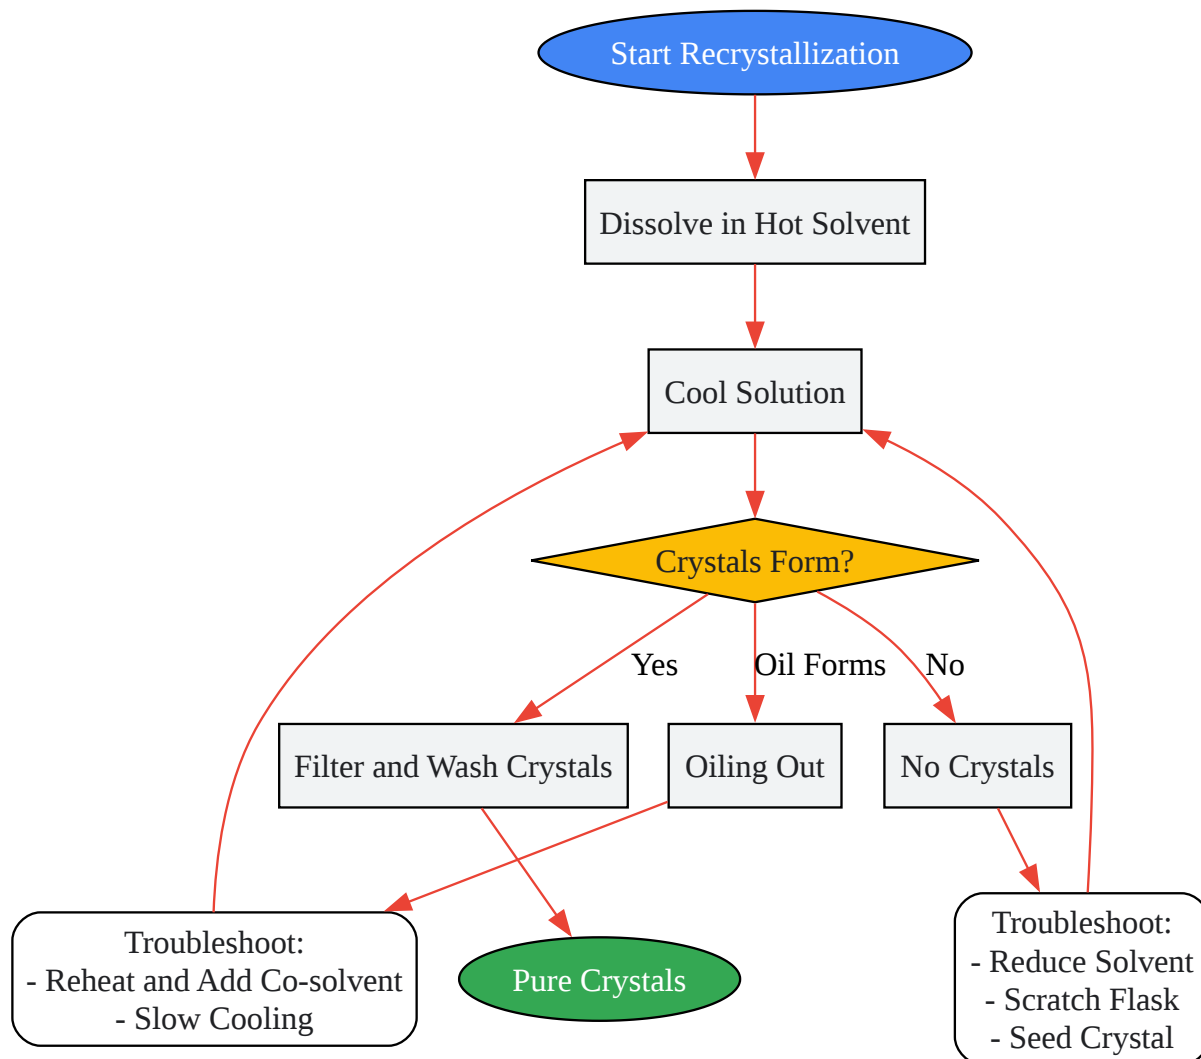 Start Recrystallization
Dissolve in Hot Solvent
Cool Solution
Crystals Form?
Yes
Oil Forms
No
Filter and Wash Crystals
Oiling Out
No Crystals
Troubleshoot:
- Reheat and Add Co-solvent
- Slow Cooling
Pure Crystals
Troubleshoot:
- Reduce Solvent
- Scratch Flask
- Seed Crystal